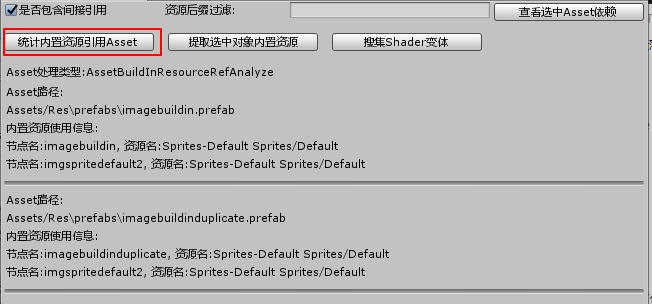 是否包含间接引用 资源后缀过滤: 查看选中Asset依赖
统计内置资源引用Asset 提取选中对象内置资源 搜集Shader变体
Asset处理类型:AssetBuildInResourceRefAnalyze
Asset路径:
Assets/Res\prefabs\imagebuildin.prefab
内置资源使用信息:
节点名:imagebuildin, 资源名:Sprites-Default Sprites/Default
节点名:imgspritedefault2, 资源名:Sprites-Default Sprites/Default
Asset路径:
Assets/Res\prefabs\imagebuildinduplicate.prefab
内置资源使用信息:
节点名:imagebuildinduplicate, 资源名:Sprites-Default Sprites/Default
节点名:imgspritedefault2, 资源名:Sprites-Default Sprites/Default